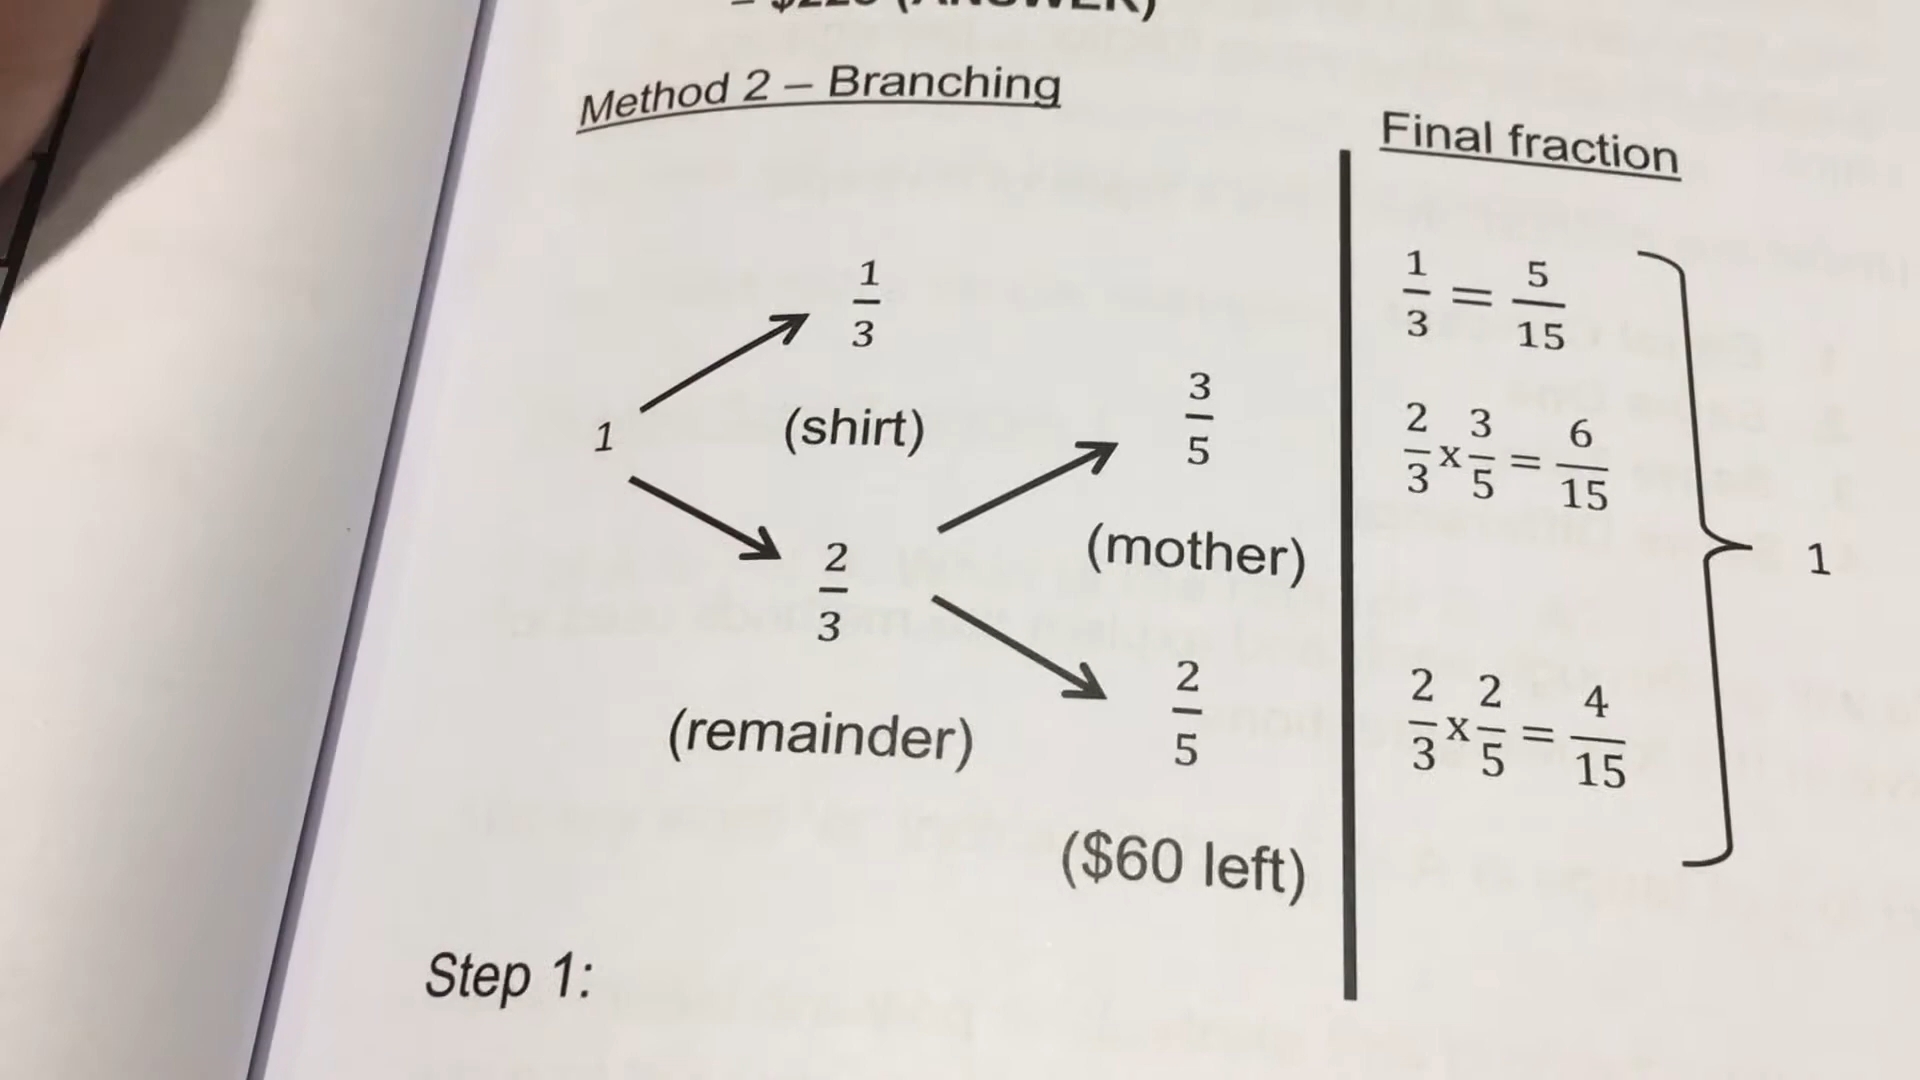 (ANSWER)
Method 2 – Branching
Final fraction
1/3
1/3 = 5/15
1
(shirt)
3/5
2/3 x 3/5 = 6/15
(mother)
2/3
1
(remainder)
2/5
2/3 x 2/5 = 4/15
($60 left)
Step 1: